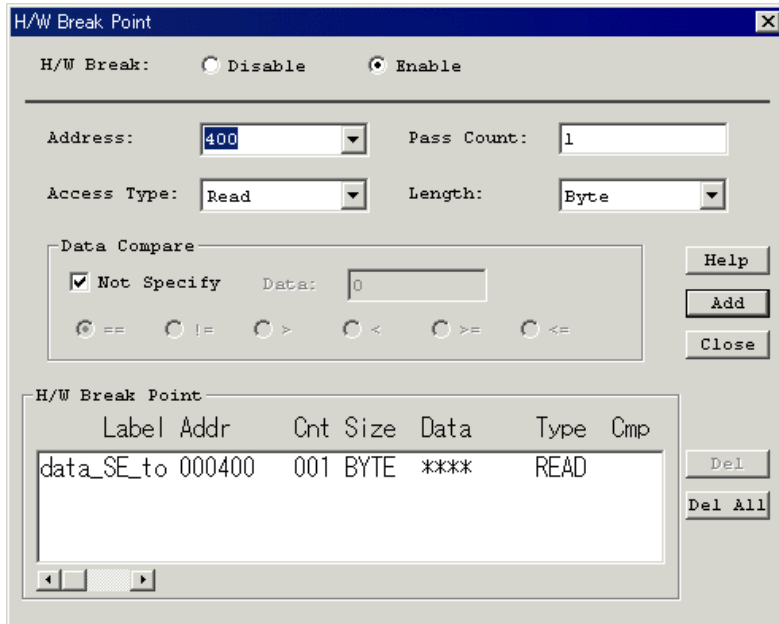 H/W Break Point
H/W Break: Disable Enable
Address: 400 Pass Count: 1
Access Type: Read Length: Byte
Data Compare
Not Specify Data: 0
== != > < >= <=
Help
Add
Close
H/W Break Point
Label Addr Cnt Size Data Type Cmp
data_SE_to 000400 001 BYTE **** READ
Del
Del All